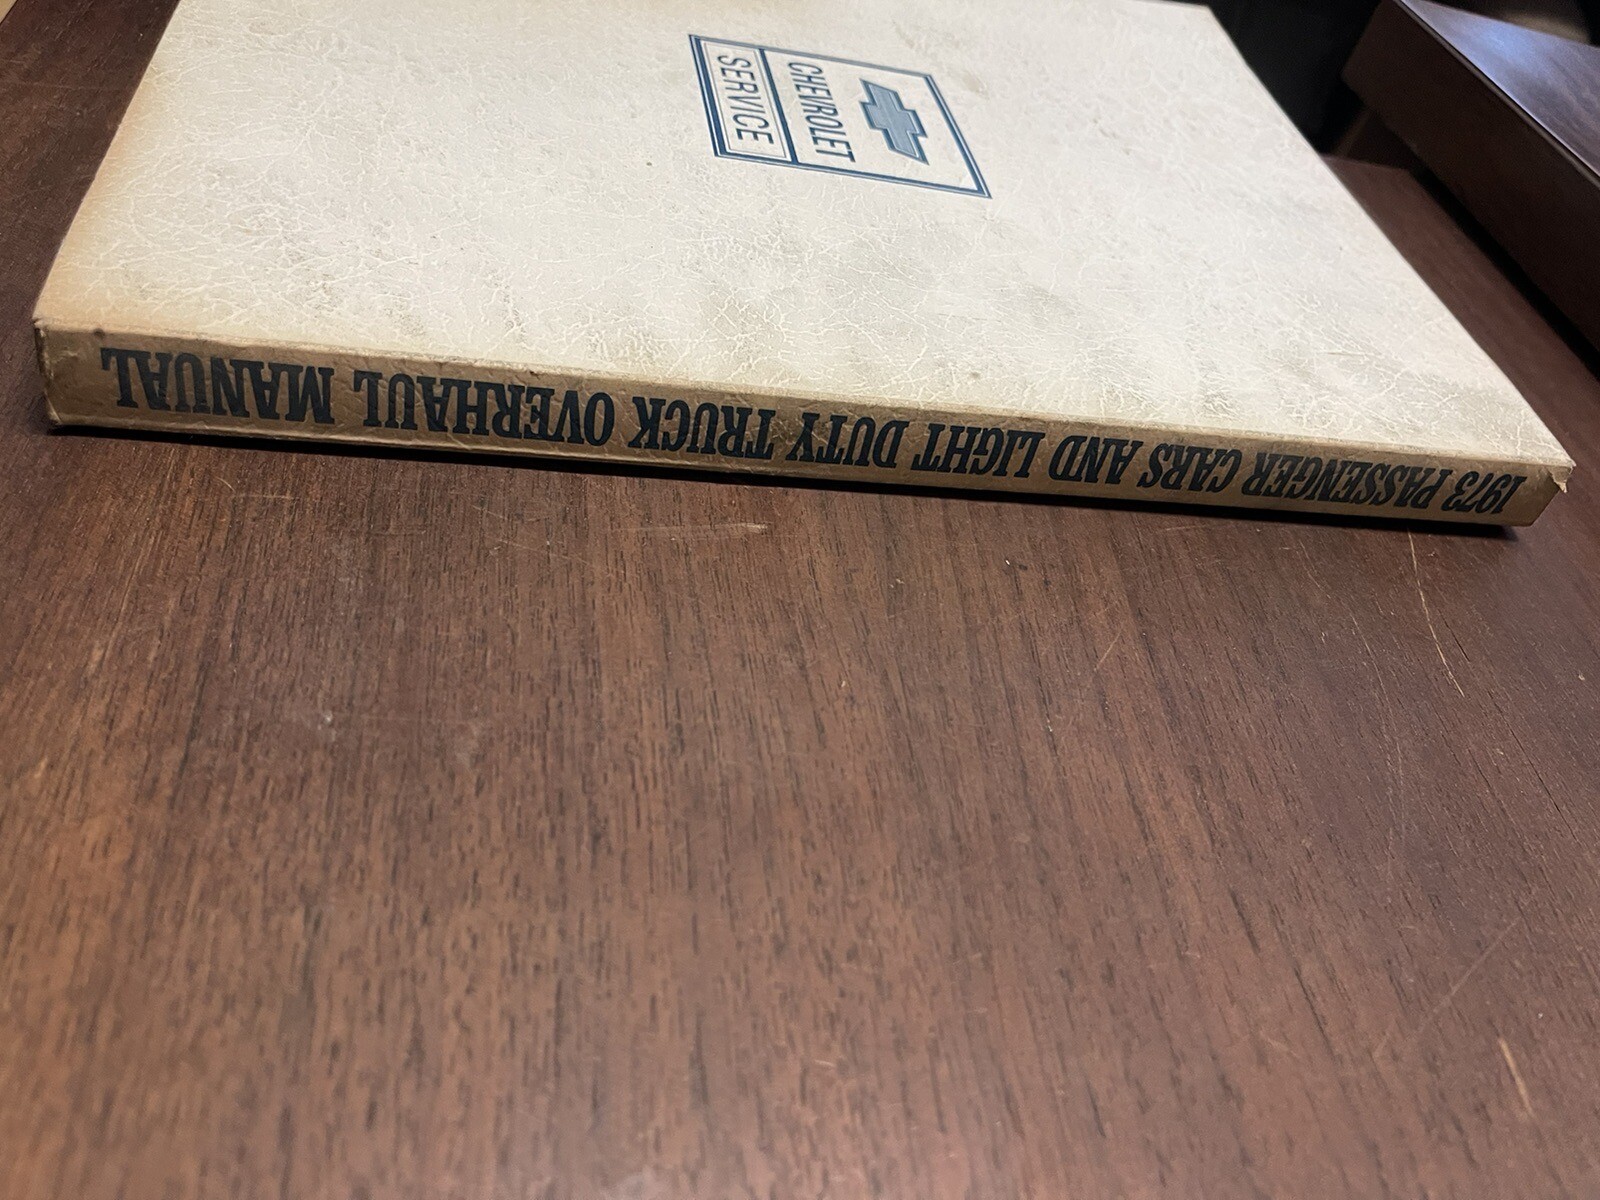 CHEVROLET
SERVICE
1973 PASSENGER CARS AND LIGHT DUTY TRUCK OVERHAUL MANUAL